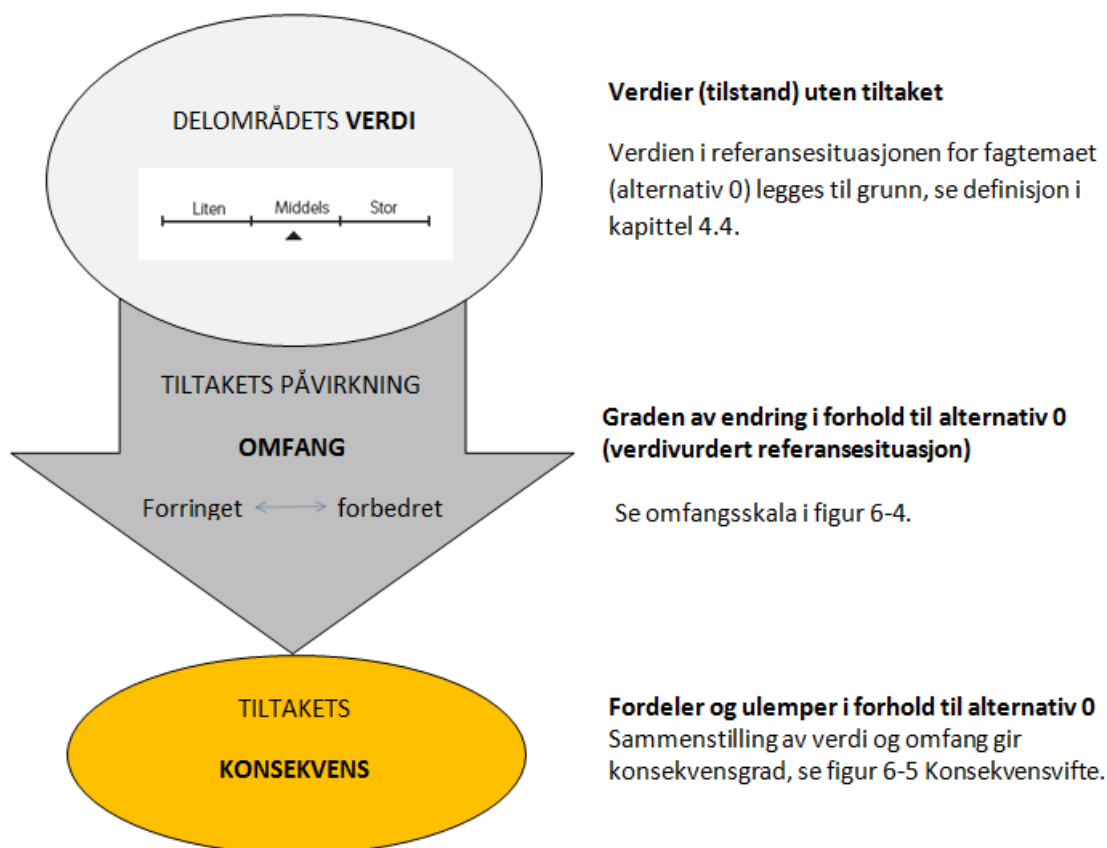 DELOMRÅDETS VERDI
Liten Middels Stor
Verdier (tilstand) uten tiltaket
Verdien i referansesituasjonen for fagtemaet
(alternativ 0) legges til grunn, se definisjon i
kapittel 4.4.
TILTAKETS PÅVIRKNING
OMFANG
Forringet forbedret
Graden av endring i forhold til alternativ 0
(verdivurdert referansesituasjon)
Se omfangsskala i figur 6-4.
TILTAKETS
KONSEKVENS
Fordeler og ulemper i forhold til alternativ 0
Sammenstilling av verdi og omfang gir
konsekvensgrad, se figur 6-5 Konsekvensvifte.